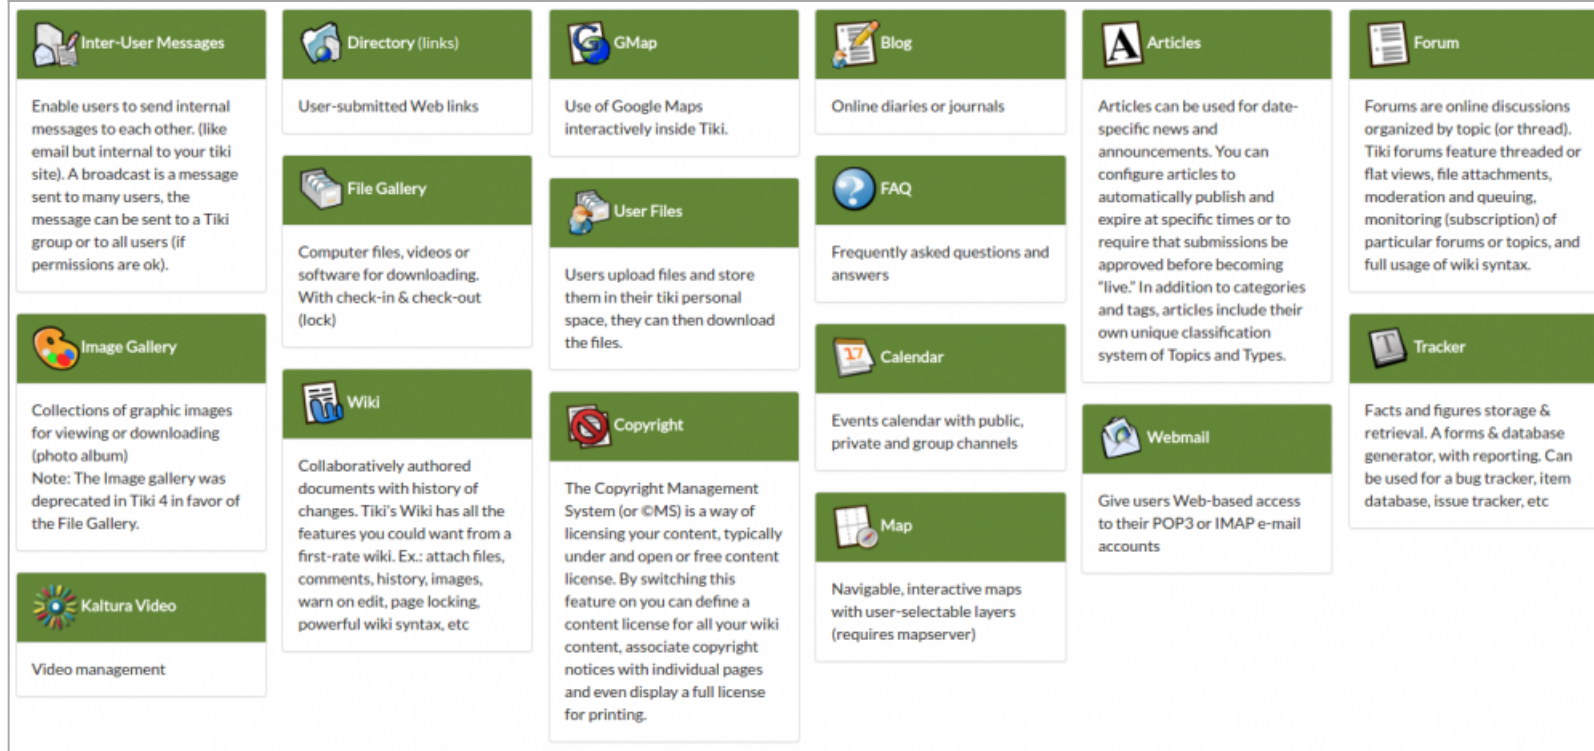 Inter-User Messages
Enable users to send internal
messages to each other. (like
email but internal to your tiki
site). A broadcast is a message
sent to many users, the
message can be sent to a Tiki
group or to all users (if
permissions are ok).
Image Gallery
Collections of graphic images
for viewing or downloading
(photo album)
Note: The Image gallery was
deprecated in Tiki 4 in favor of
the File Gallery.
Kaltura Video
Video management
Directory (links)
User-submitted Web links
File Gallery
Computer files, videos or
software for downloading.
With check-in & check-out
(lock)
Wiki
Collaboratively authored
documents with history of
changes. Tiki's Wiki has all the
features you could want from a
first-rate wiki. Ex.: attach files,
comments, history, images,
warn on edit, page locking,
powerful wiki syntax, etc
GMap
Use of Google Maps
interactively inside Tiki.
User Files
Users upload files and store
them in their tiki personal
space, they can then download
the files.
Copyright
The Copyright Management
System (or ©MS) is a way of
licensing your content, typically
under and open or free content
license. By switching this
feature on you can define a
content license for all your wiki
content, associate copyright
notices with individual pages
and even display a full license
for printing.
Blog
Online diaries or journals
?
FAQ
Frequently asked questions and
answers
17
Calendar
Events calendar with public,
private and group channels
Map
Navigable, interactive maps
with user-selectable layers
(requires mapserver)
A
Articles
Articles can be used for date-
specific news and
announcements. You can
configure articles to
automatically publish and
expire at specific times or to
require that submissions be
approved before becoming
"live." In addition to categories
and tags, articles include their
own unique classification
system of Topics and Types.
Webmail
Give users Web-based access
to their POP3 or IMAP e-mail
accounts
Forum
Forums are online discussions
organized by topic (or thread).
Tiki forums feature threaded or
flat views, file attachments,
moderation and queuing,
monitoring (subscription) of
particular forums or topics, and
full usage of wiki syntax.
T
Tracker
Facts and figures storage &
retrieval. A forms & database
generator, with reporting. Can
be used for a bug tracker, item
database, issue tracker, etc